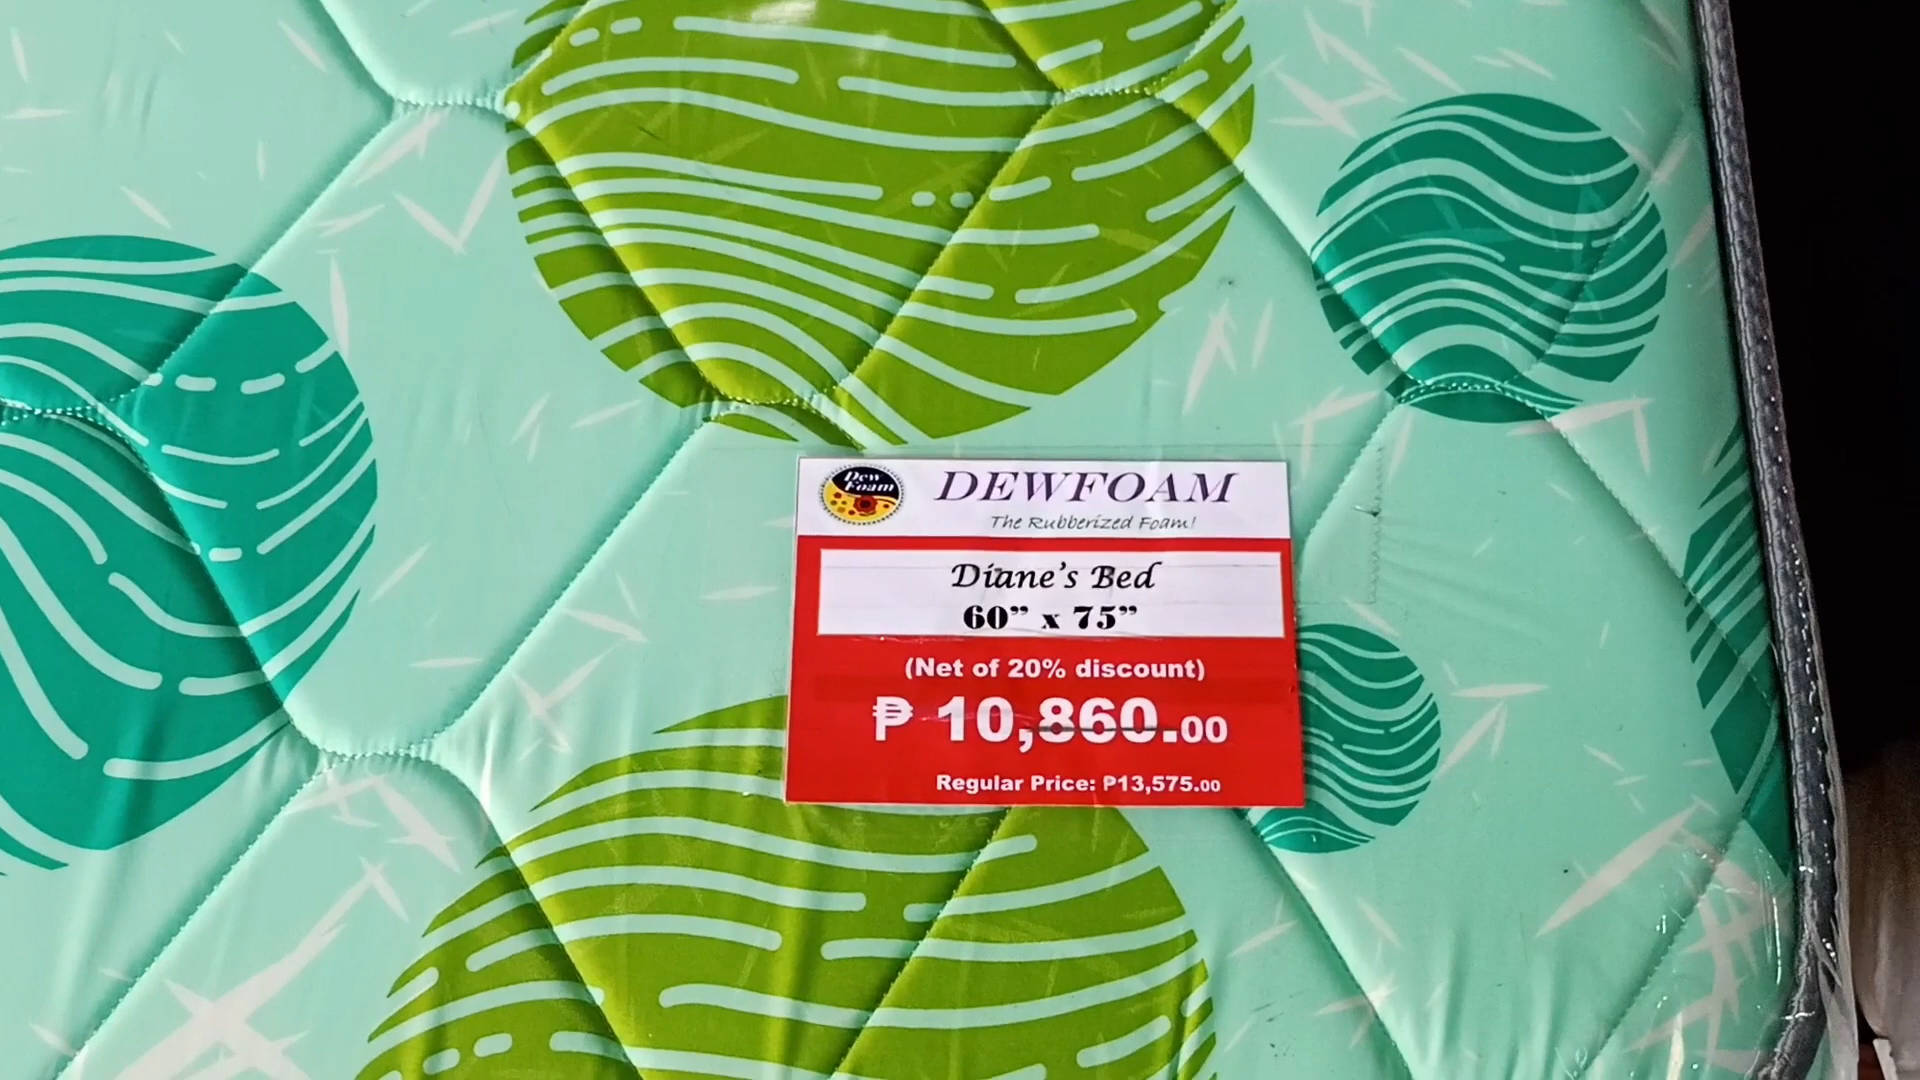 Dew
Foam
DEWFOAM
The Rubberized Foam!
Diane's Bed
60” x 75”
(Net of 20% discount)
₱ 10,860.00
Regular Price: ₱13,575.00